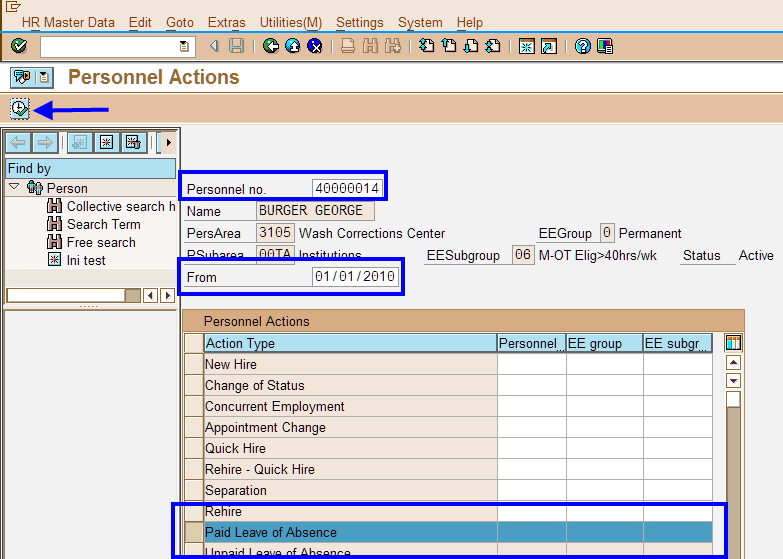 HR Master Data Edit Goto Extras Utilities(M) Settings System Help
Personnel Actions
Find by
Person
Collective search h
Search Term
Free search
Ini test
Personnel no. 40000014
Name BURGER GEORGE
PersArea 3105 Wash Corrections Center EEGroup 0 Permanent
PSubarea 00TA Institutions EESubgroup 06 M-OT Elig>40hrs/wk Status Active
From 01/01/2010
Personnel Actions
Action Type Personnel... EE group EE subgr...
New Hire
Change of Status
Concurrent Employment
Appointment Change
Quick Hire
Rehire - Quick Hire
Separation
Rehire
Paid Leave of Absence
Unpaid Leave of Absence